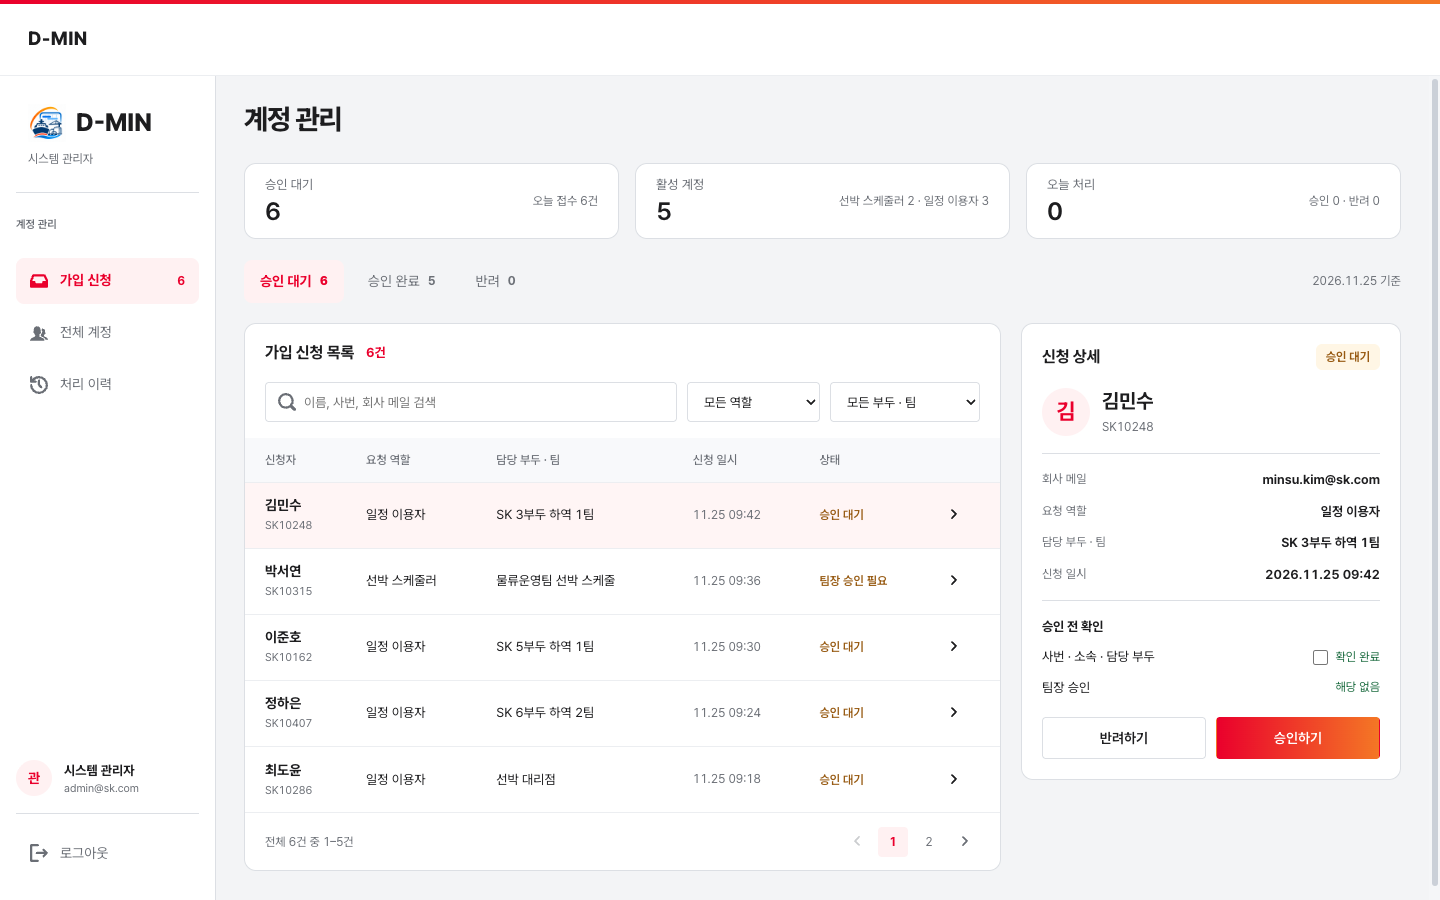 D-MIN
D-MIN
시스템 관리자
계정 관리
가입 신청 6
전체 계정
처리 이력
관
시스템 관리자
admin@sk.com
로그아웃
계정 관리
승인 대기
6
오늘 접수 6건
활성 계정
5
선박 스케줄러 2 · 일정 이용자 3
오늘 처리
0
승인 0 · 반려 0
승인 대기 6 승인 완료 5 반려 0
2026.11.25 기준
가입 신청 목록 6건
이름, 사번, 회사 메일 검색
모든 역할
모든 부두 · 팀
신청자 요청 역할 담당 부두 · 팀 신청 일시 상태
김민수
SK10248
일정 이용자 SK 3부두 하역 1팀 11.25 09:42 승인 대기
박서연
SK10315
선박 스케줄러 물류운영팀 선박 스케줄 11.25 09:36 팀장 승인 필요
이준호
SK10162
일정 이용자 SK 5부두 하역 1팀 11.25 09:30 승인 대기
정하은
SK10407
일정 이용자 SK 6부두 하역 2팀 11.25 09:24 승인 대기
최도윤
SK10286
일정 이용자 선박 대리점 11.25 09:18 승인 대기
전체 6건 중 1–5건
1 2
신청 상세 승인 대기
김
김민수
SK10248
회사 메일 minsu.kim@sk.com
요청 역할 일정 이용자
담당 부두 · 팀 SK 3부두 하역 1팀
신청 일시 2026.11.25 09:42
승인 전 확인
사번 · 소속 · 담당 부두 확인 완료
팀장 승인 해당 없음
반려하기 승인하기